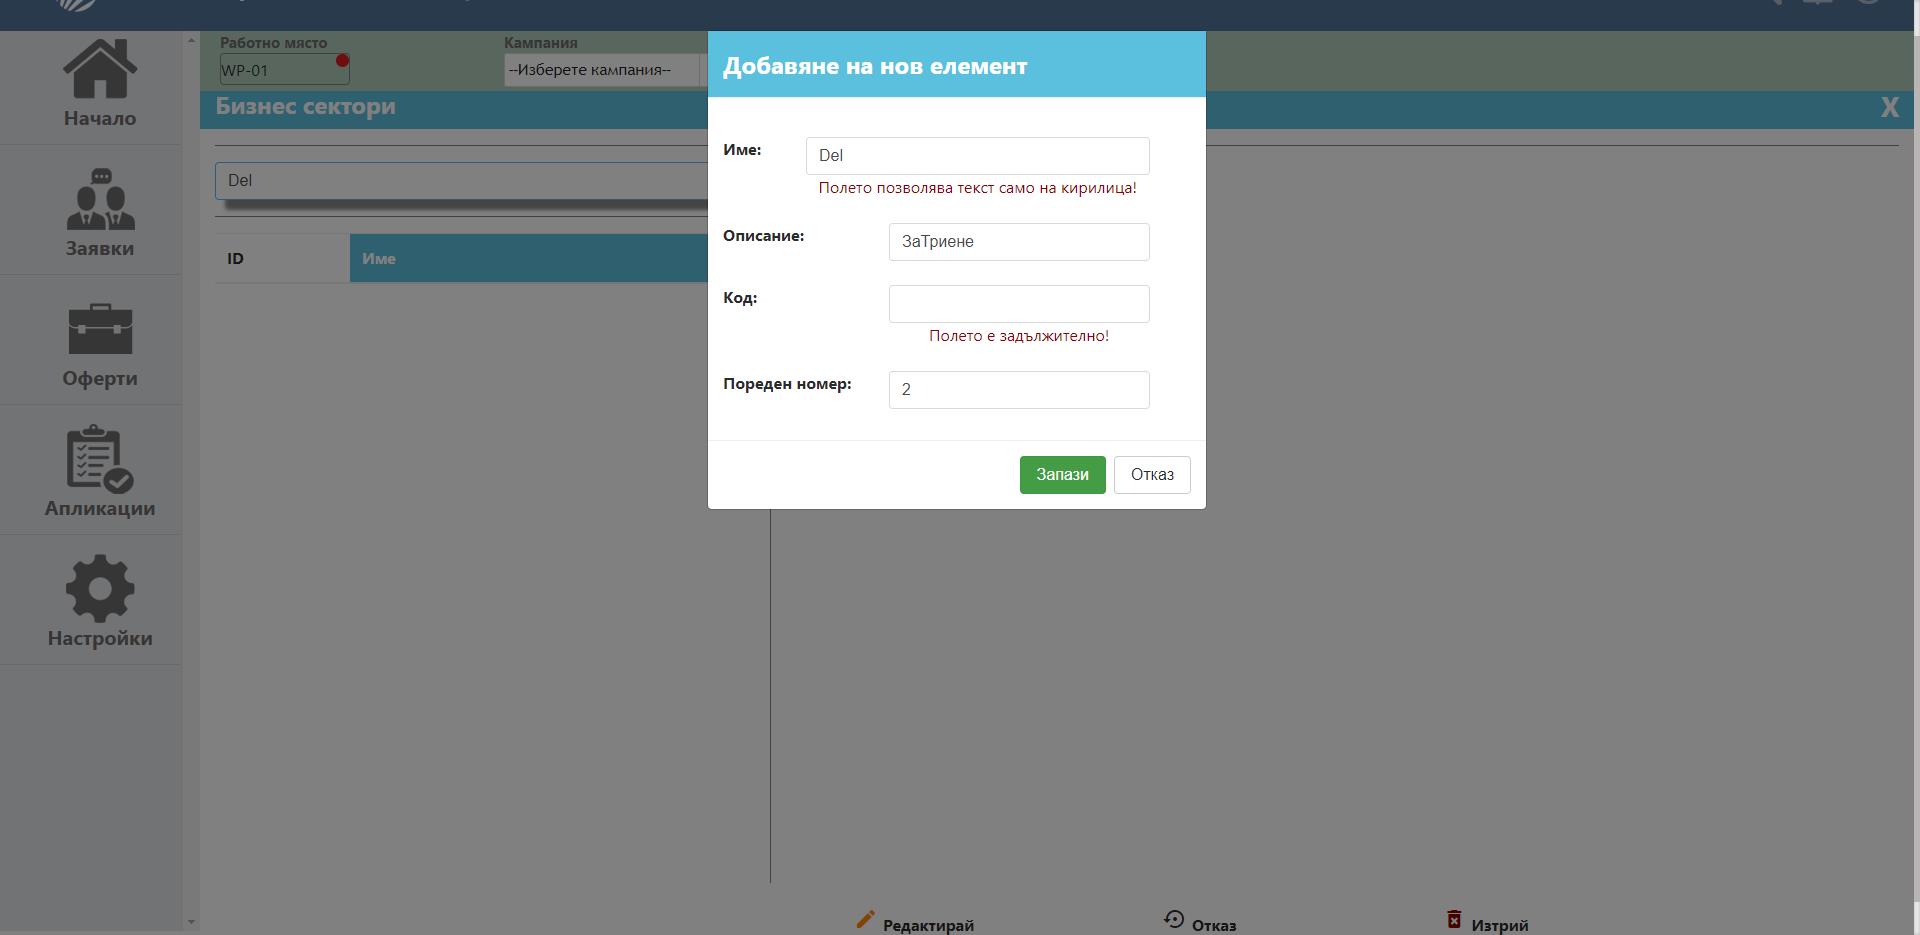 Работно място
WP-01
Кампания
--Изберете кампания--
Бизнес сектори
X
Начало
Заявки
Оферти
Апликации
Настройки
Del
ID
Име
Добавяне на нов елемент
Име:
Del
Полето позволява текст само на кирилица!
Описание:
ЗаТриене
Код:
Полето е задължително!
Пореден номер:
2
Запази
Отказ
Редактирай
Отказ
Изтрий